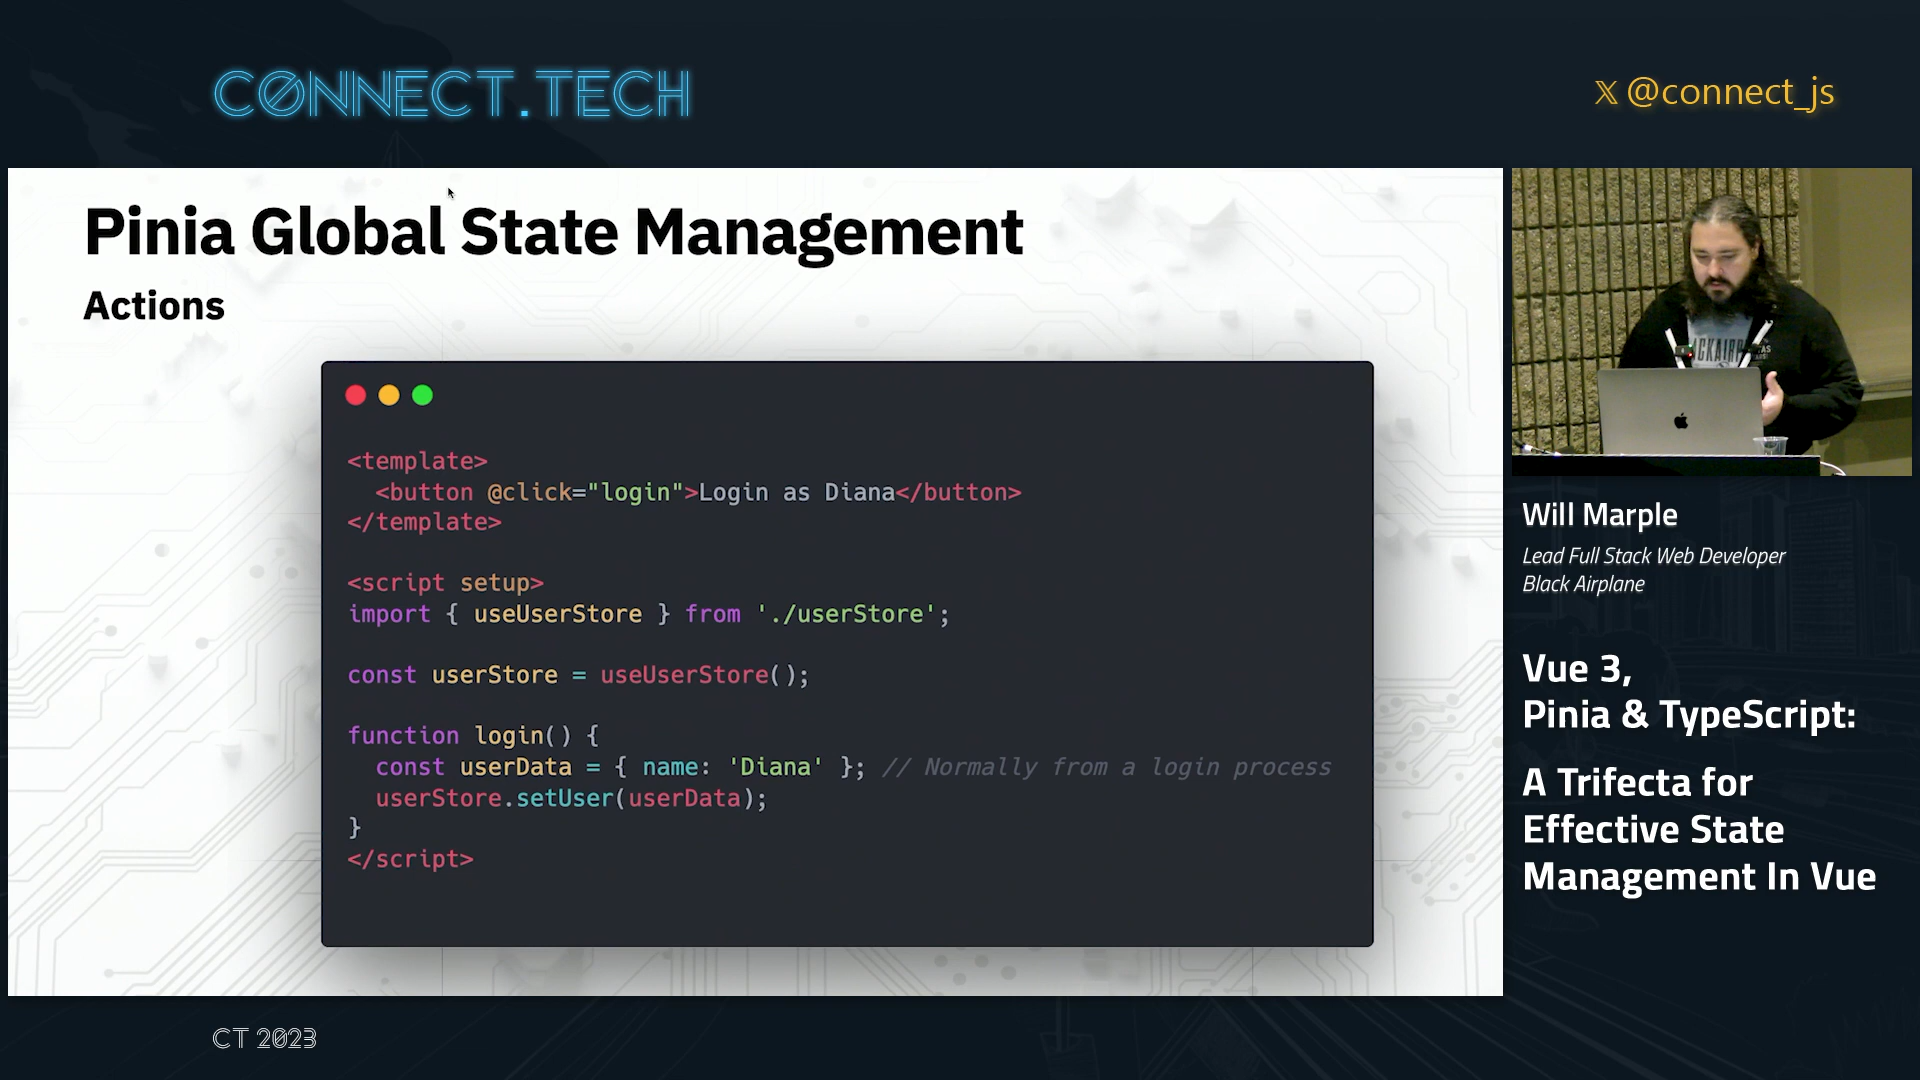 CONNECT.TECH
𝕏 @connect_js
Pinia Global State Management
Actions
<template>
  <button @click="login">Login as Diana</button>
</template>
<script setup>
import { useUserStore } from './userStore';
const userStore = useUserStore();
function login() {
  const userData = { name: 'Diana' }; // Normally from a login process
  userStore.setUser(userData);
}
</script>
Will Marple
Lead Full Stack Web Developer
Black Airplane
Vue 3,
Pinia & TypeScript:
A Trifecta for
Effective State
Management In Vue
CT 2023